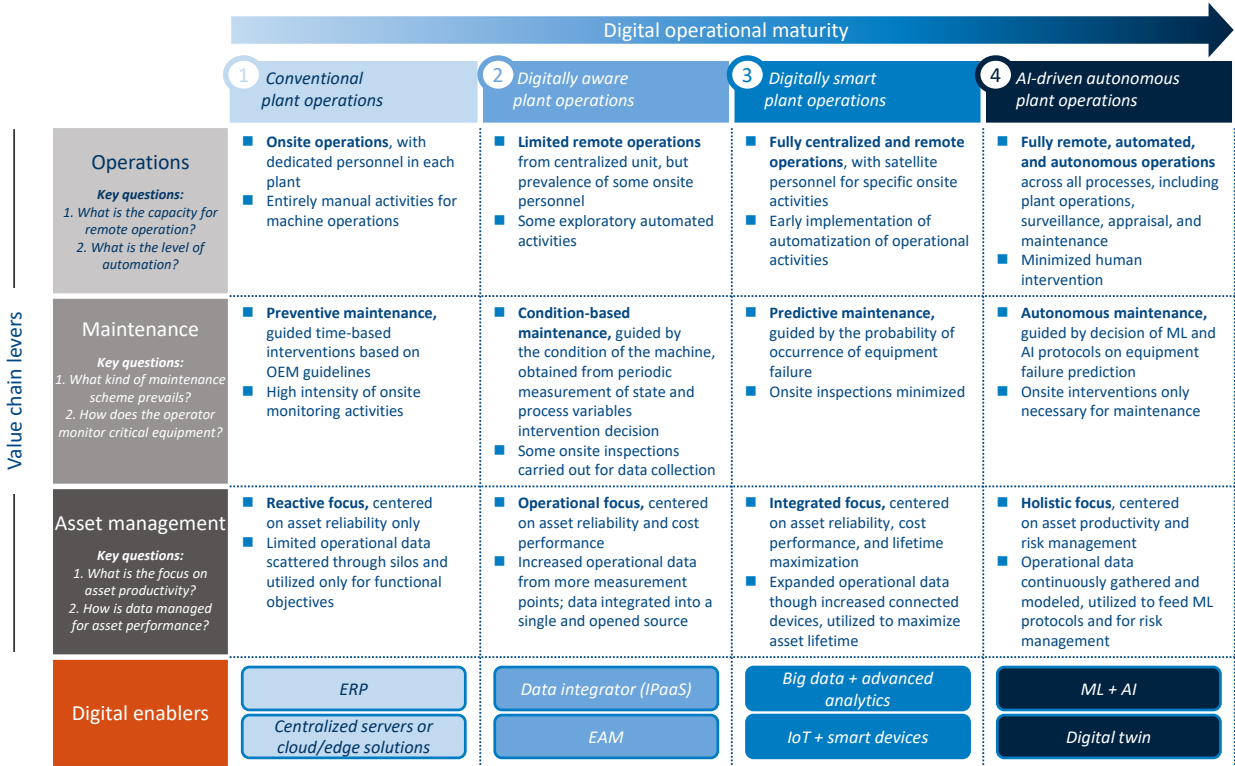 Digital operational maturity
1
Conventional
plant operations
2
Digitally aware
plant operations
3
Digitally smart
plant operations
4
AI-driven autonomous
plant operations
Value chain levers
Operations
Key questions:
1. What is the capacity for
remote operation?
2. What is the level of
automation?
Onsite operations, with
dedicated personnel in each
plant
Entirely manual activities for
machine operations
Limited remote operations
from centralized unit, but
prevalence of some onsite
personnel
Some exploratory automated
activities
Fully centralized and remote
operations, with satellite
personnel for specific onsite
activities
Early implementation of
automatization of operational
activities
Fully remote, automated,
and autonomous operations
across all processes, including
plant operations,
surveillance, appraisal, and
maintenance
Minimized human
intervention
Maintenance
Key questions:
1. What kind of maintenance
scheme prevails?
2. How does the operator
monitor critical equipment?
Preventive maintenance,
guided time-based
interventions based on
OEM guidelines
High intensity of onsite
monitoring activities
Condition-based
maintenance, guided by
the condition of the machine,
obtained from periodic
measurement of state and
process variables
intervention decision
Some onsite inspections
carried out for data collection
Predictive maintenance,
guided by the probability of
occurrence of equipment
failure
Onsite inspections minimized
Autonomous maintenance,
guided by decision of ML and
AI protocols on equipment
failure prediction
Onsite interventions only
necessary for maintenance
Asset management
Key questions:
1. What is the focus on
asset productivity?
2. How is data managed
for asset performance?
Reactive focus, centered
on asset reliability only
Limited operational data
scattered through silos and
utilized only for functional
objectives
Operational focus, centered
on asset reliability and cost
performance
Increased operational data
from more measurement
points; data integrated into a
single and opened source
Integrated focus, centered
on asset reliability, cost
performance, and lifetime
maximization
Expanded operational data
though increased connected
devices, utilized to maximize
asset lifetime
Holistic focus, centered
on asset productivity and
risk management
Operational data
continuously gathered and
modeled, utilized to feed ML
protocols and for risk
management
Digital enablers
ERP
Centralized servers or
cloud/edge solutions
Data integrator (IPaaS)
EAM
Big data + advanced
analytics
IoT + smart devices
ML + AI
Digital twin